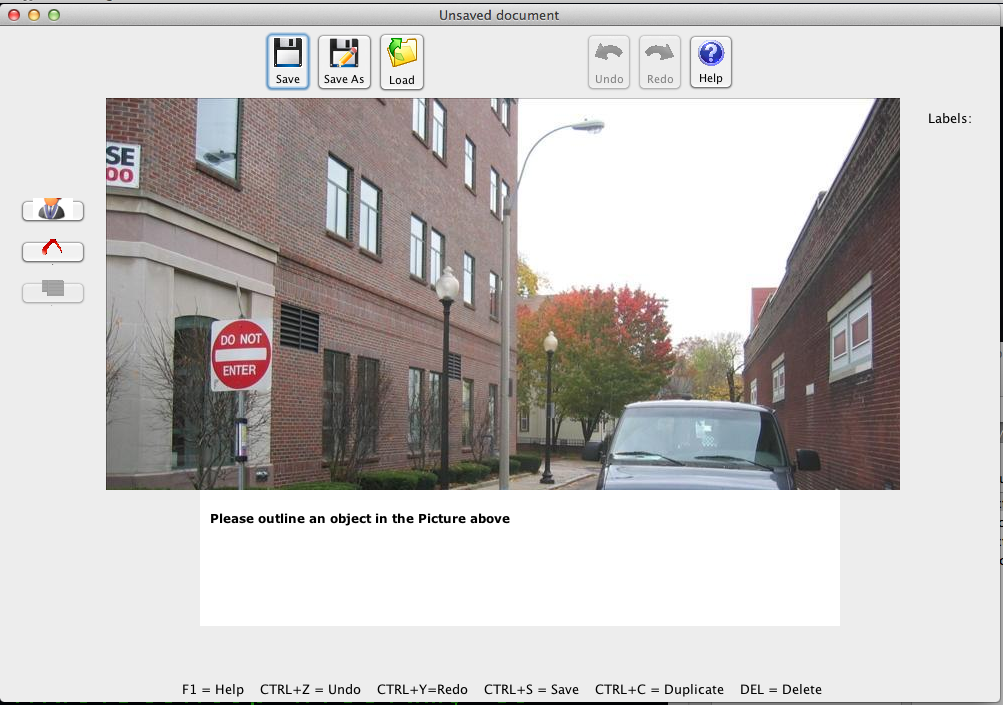 Unsaved document
Save
Save As
Load
Undo
Redo
Help
Labels:
SE
00
DO NOT
ENTER
Please outline an object in the Picture above
F1 = Help CTRL+Z = Undo CTRL+Y=Redo CTRL+S = Save CTRL+C = Duplicate DEL = Delete